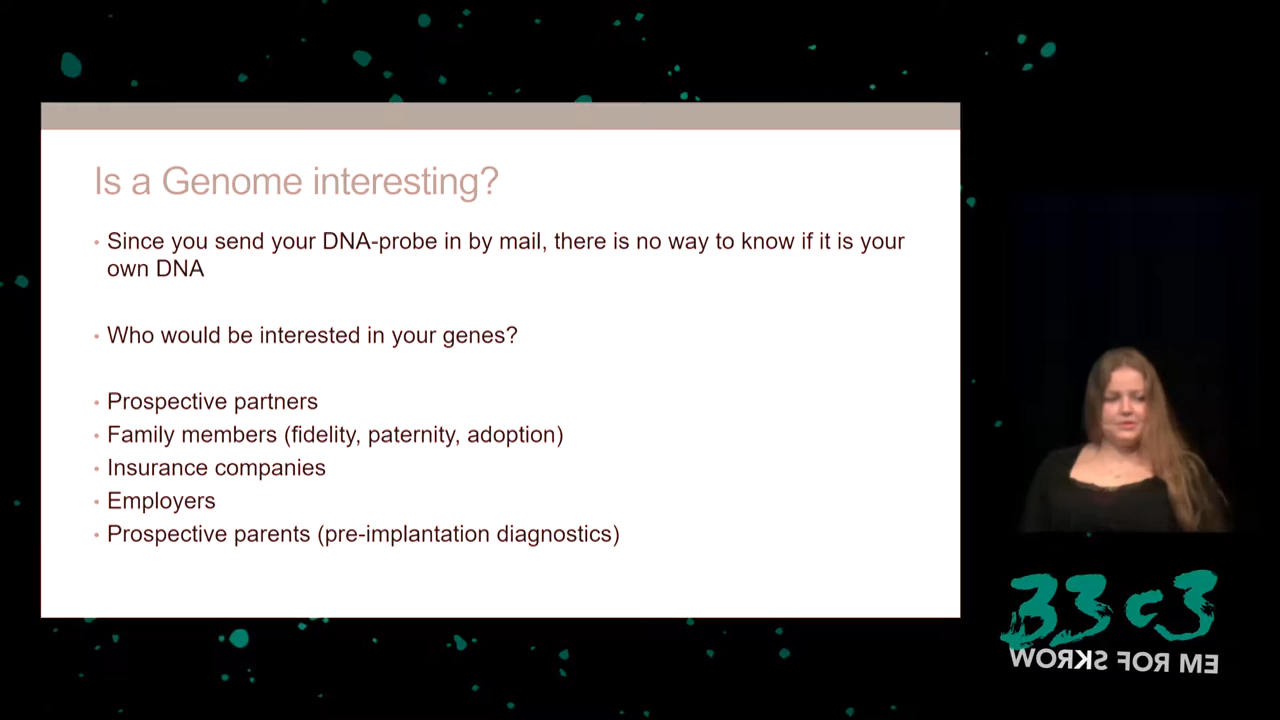 Is a Genome interesting?
• Since you send your DNA-probe in by mail, there is no way to know if it is your
own DNA
• Who would be interested in your genes?
• Prospective partners
• Family members (fidelity, paternity, adoption)
• Insurance companies
• Employers
• Prospective parents (pre-implantation diagnostics)
33c3
WORKS FOR ME